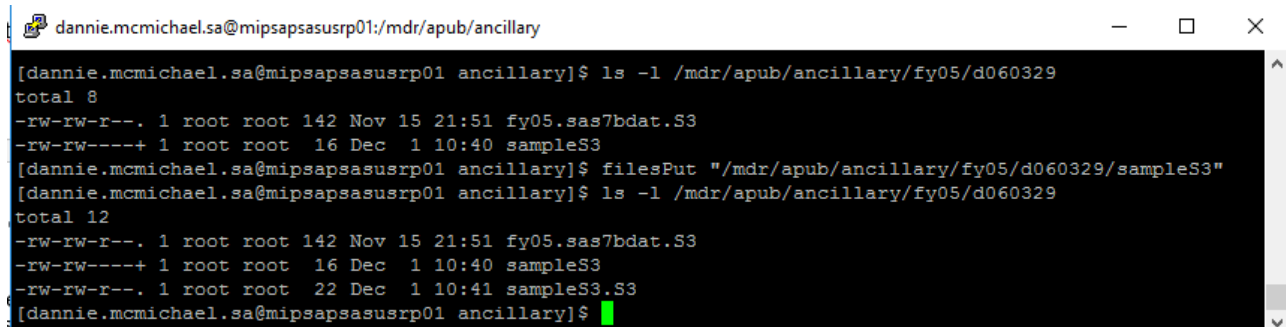 dannie.mcmichael.sa@mipsapsasusrp01:/mdr/apub/ancillary
[dannie.mcmichael.sa@mipsapsasusrp01 ancillary]$ ls -l /mdr/apub/ancillary/fy05/d060329
total 8
-rw-rw-r--. 1 root root 142 Nov 15 21:51 fy05.sas7bdat.S3
-rw-rw----+ 1 root root  16 Dec  1 10:40 sampleS3
[dannie.mcmichael.sa@mipsapsasusrp01 ancillary]$ filesPut "/mdr/apub/ancillary/fy05/d060329/sampleS3"
[dannie.mcmichael.sa@mipsapsasusrp01 ancillary]$ ls -l /mdr/apub/ancillary/fy05/d060329
total 12
-rw-rw-r--. 1 root root 142 Nov 15 21:51 fy05.sas7bdat.S3
-rw-rw----+ 1 root root  16 Dec  1 10:40 sampleS3
-rw-rw-r--. 1 root root  22 Dec  1 10:41 sampleS3.S3
[dannie.mcmichael.sa@mipsapsasusrp01 ancillary]$